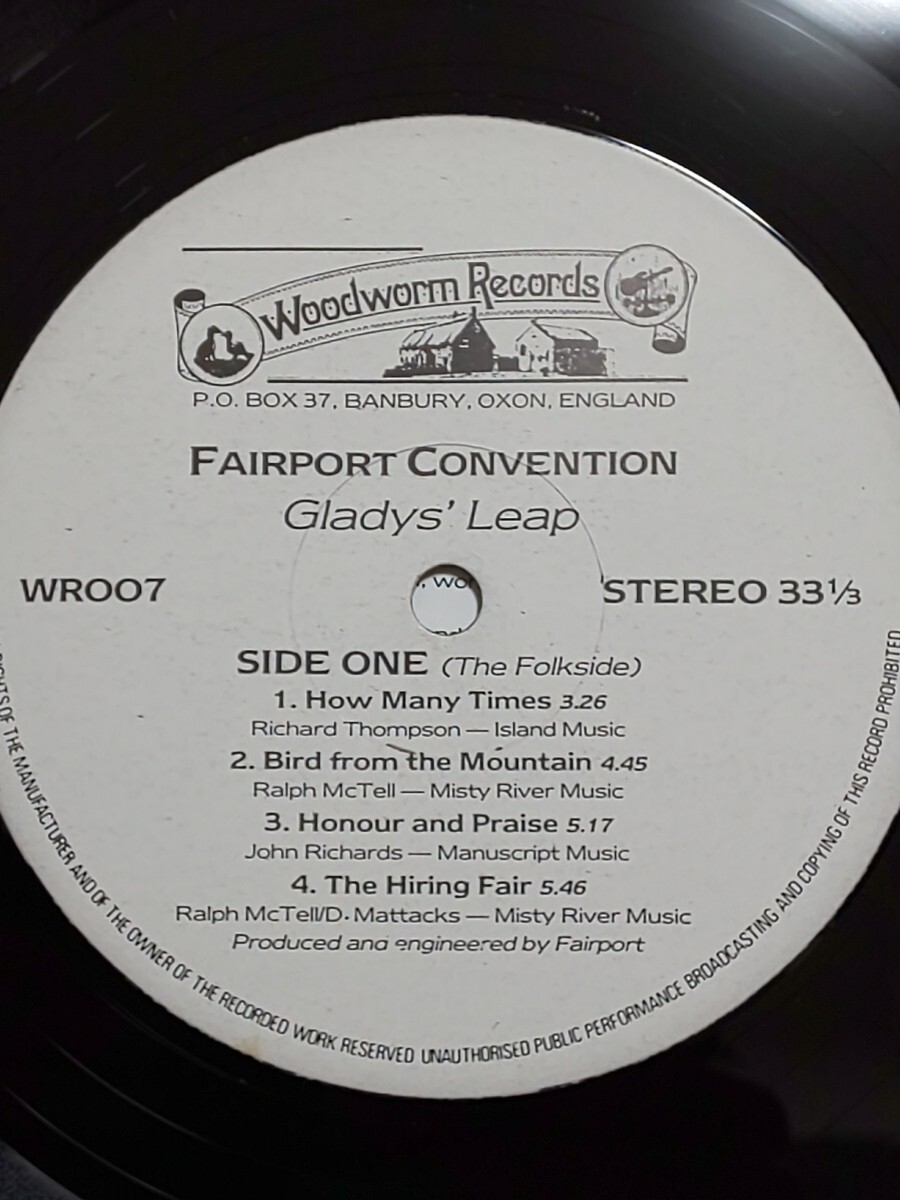 Woodworm Records
P.O. BOX 37, BANBURY, OXON, ENGLAND
FAIRPORT CONVENTION
Gladys' Leap
WR007
STEREO 33⅓
SIDE ONE (The Folkside)
1. How Many Times 3.26
Richard Thompson — Island Music
2. Bird from the Mountain 4.45
Ralph McTell — Misty River Music
3. Honour and Praise 5.17
John Richards — Manuscript Music
4. The Hiring Fair 5.46
Ralph McTell/D. Mattacks — Misty River Music
Produced and engineered by Fairport
OF THE MANUFACTURER AND OF THE OWNER OF THE RECORDED WORK RESERVED UNAUTHORISED PUBLIC PERFORMANCE BROADCASTING AND COPYING OF THIS RECORD PROHIBITED